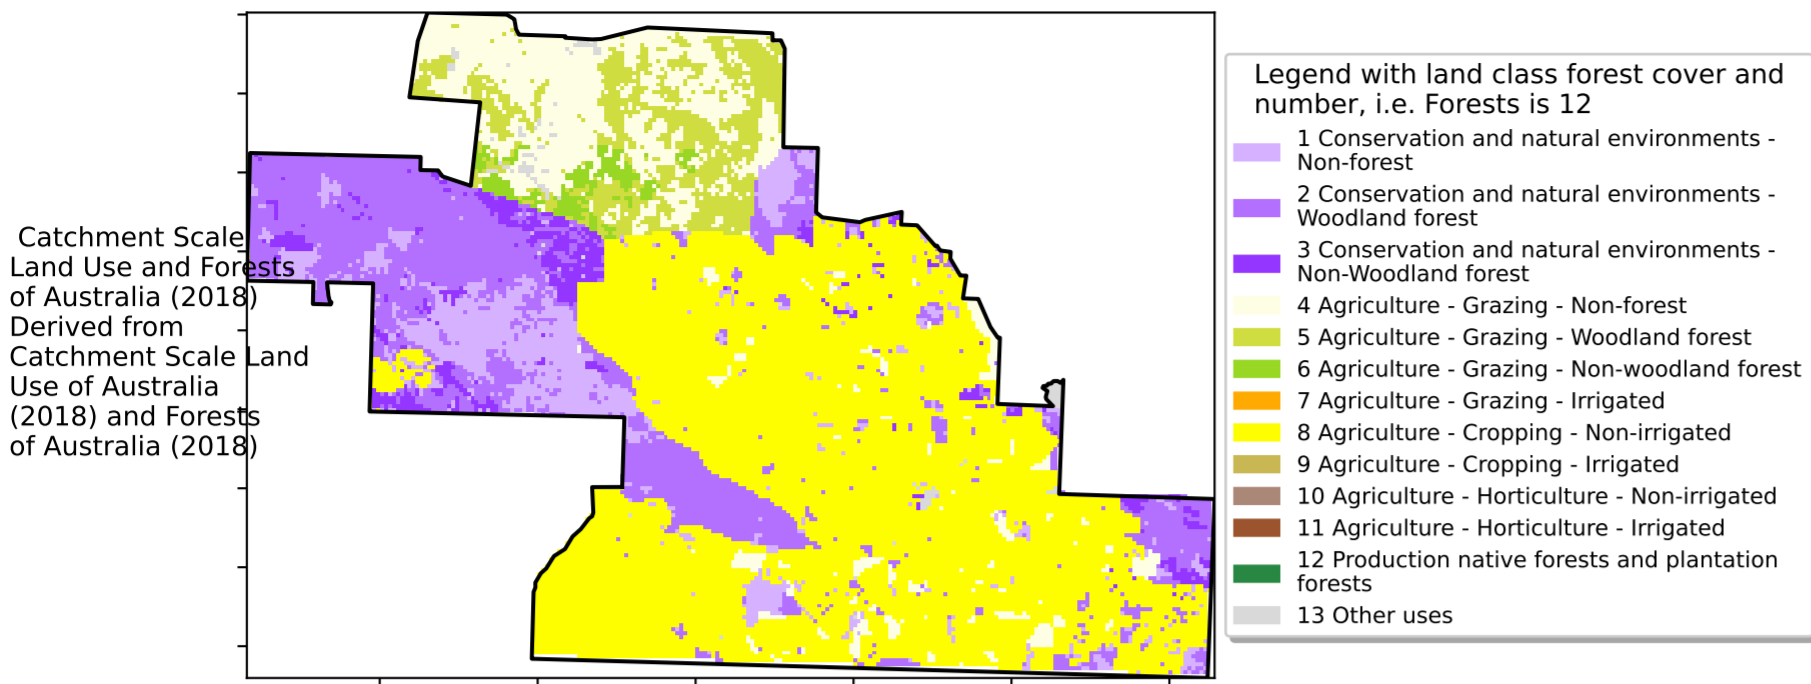 Catchment Scale
Land Use and Forests
of Australia (2018)
Derived from
Catchment Scale Land
Use of Australia
(2018) and Forests
of Australia (2018)
Legend with land class forest cover and
number, i.e. Forests is 12
1 Conservation and natural environments -
Non-forest
2 Conservation and natural environments -
Woodland forest
3 Conservation and natural environments -
Non-Woodland forest
4 Agriculture - Grazing - Non-forest
5 Agriculture - Grazing - Woodland forest
6 Agriculture - Grazing - Non-woodland forest
7 Agriculture - Grazing - Irrigated
8 Agriculture - Cropping - Non-irrigated
9 Agriculture - Cropping - Irrigated
10 Agriculture - Horticulture - Non-irrigated
11 Agriculture - Horticulture - Irrigated
12 Production native forests and plantation
forests
13 Other uses